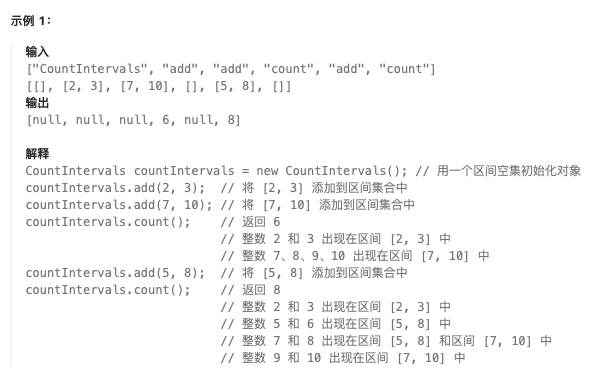 示例 1：
输入
["CountIntervals", "add", "add", "count", "add", "count"]
[[], [2, 3], [7, 10], [], [5, 8], []]
输出
[null, null, null, 6, null, 8]
解释
CountIntervals countIntervals = new CountIntervals(); // 用一个区间空集初始化对象
countIntervals.add(2, 3);  // 将 [2, 3] 添加到区间集合中
countIntervals.add(7, 10); // 将 [7, 10] 添加到区间集合中
countIntervals.count();    // 返回 6
                           // 整数 2 和 3 出现在区间 [2, 3] 中
                           // 整数 7、8、9、10 出现在区间 [7, 10] 中
countIntervals.add(5, 8);  // 将 [5, 8] 添加到区间集合中
countIntervals.count();    // 返回 8
                           // 整数 2 和 3 出现在区间 [2, 3] 中
                           // 整数 5 和 6 出现在区间 [5, 8] 中
                           // 整数 7 和 8 出现在区间 [5, 8] 和区间 [7, 10] 中
                           // 整数 9 和 10 出现在区间 [7, 10] 中